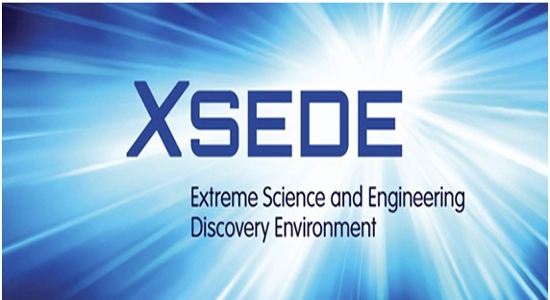 XSEDE
Extreme Science and Engineering
Discovery Environment